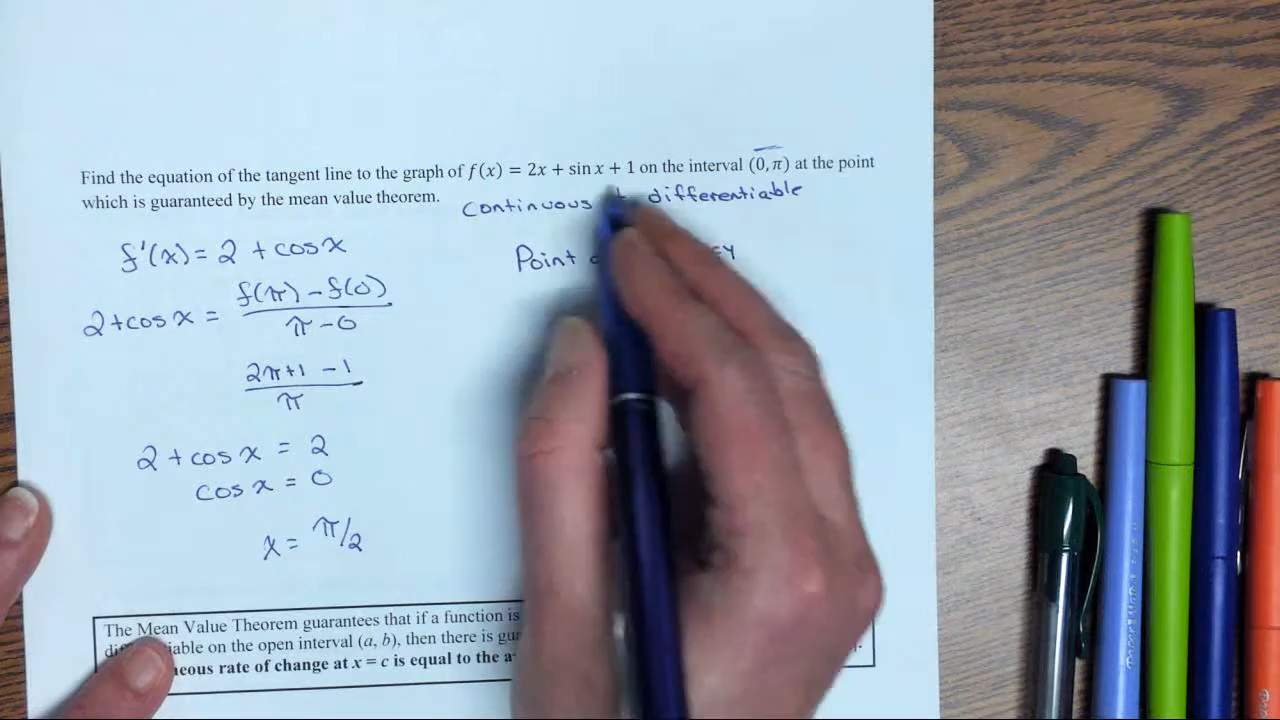 Find the equation of the tangent line to the graph of f(x) = 2x + sin x + 1 on the interval (0, π) at the point
which is guaranteed by the mean value theorem.
continuous differentiable
f'(x) = 2 + cos x
Point
2 + cos x = f(π) - f(0) / π - 0
2π+1 - 1 / π
2 + cos x = 2
cos x = 0
x = π/2
The Mean Value Theorem guarantees that if a function is
on the open interval (a, b), then there is
rate of change at x = c is equal to the